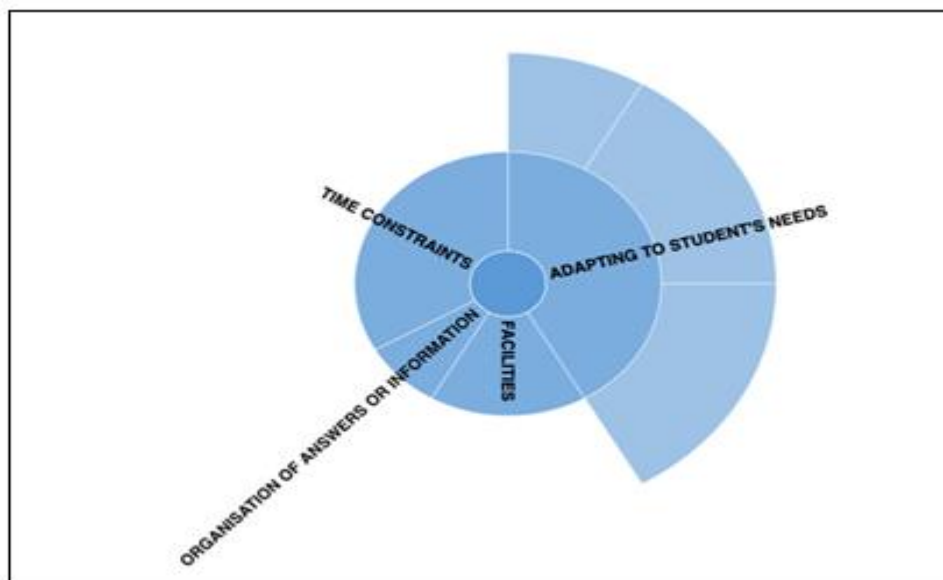 TIME CONSTRAINTS
ADAPTING TO STUDENT'S NEEDS
FACILITIES
ORGANISATION OF ANSWERS OR INFORMATION